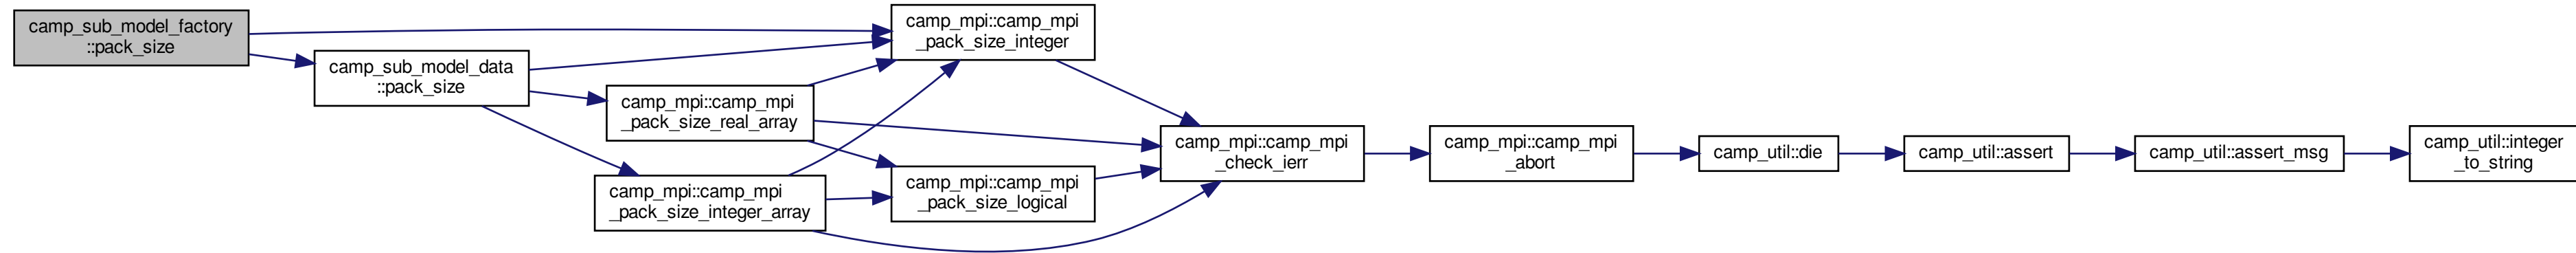 camp_sub_model_factory
::pack_size
camp_sub_model_data
::pack_size
camp_mpi::camp_mpi
_pack_size_integer
camp_mpi::camp_mpi
_pack_size_real_array
camp_mpi::camp_mpi
_pack_size_integer_array
camp_mpi::camp_mpi
_pack_size_logical
camp_mpi::camp_mpi
_check_ierr
camp_mpi::camp_mpi
_abort
camp_util::die
camp_util::assert
camp_util::assert_msg
camp_util::integer
_to_string